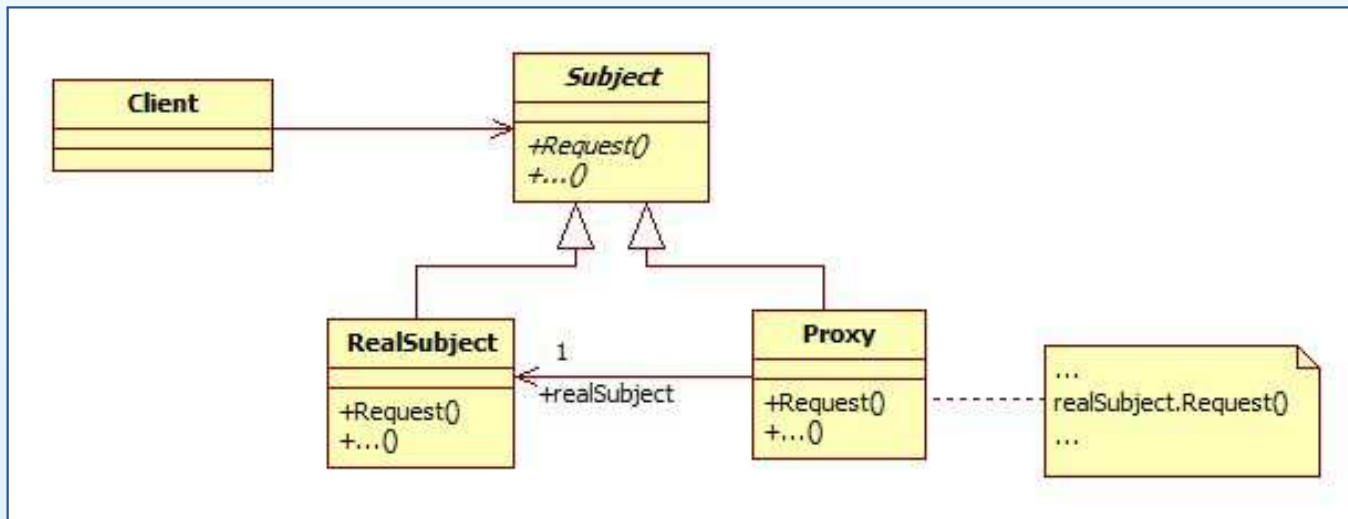 Client
Subject
+Request()
+...()
RealSubject
+Request()
+...()
1
+realSubject
Proxy
+Request()
+...()
...
realSubject.Request()
...